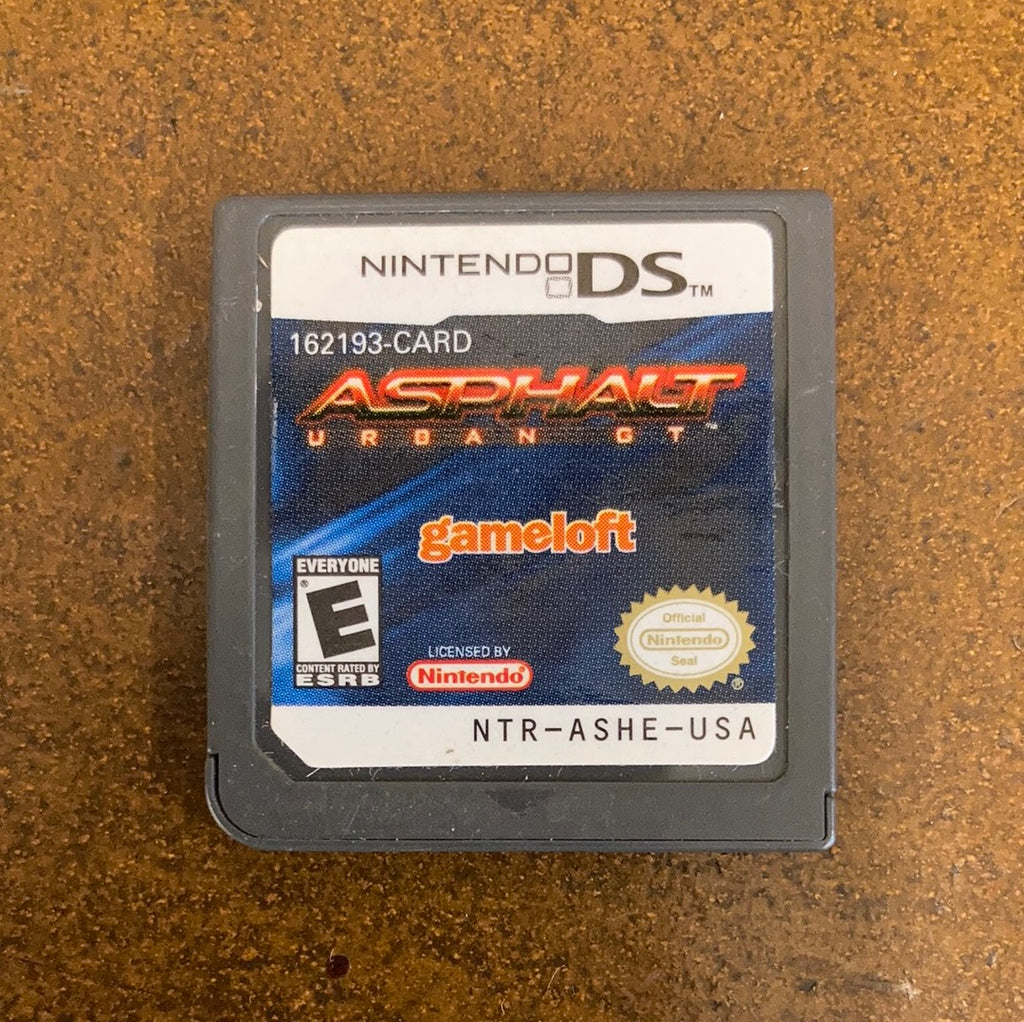 NINTENDO DS™
162193-CARD
ASPHALT
URBAN GT™
gameloft
EVERYONE
E®
CONTENT RATED BY
ESRB
LICENSED BY
Nintendo®
Official
Nintendo
Seal
®
NTR-ASHE-USA